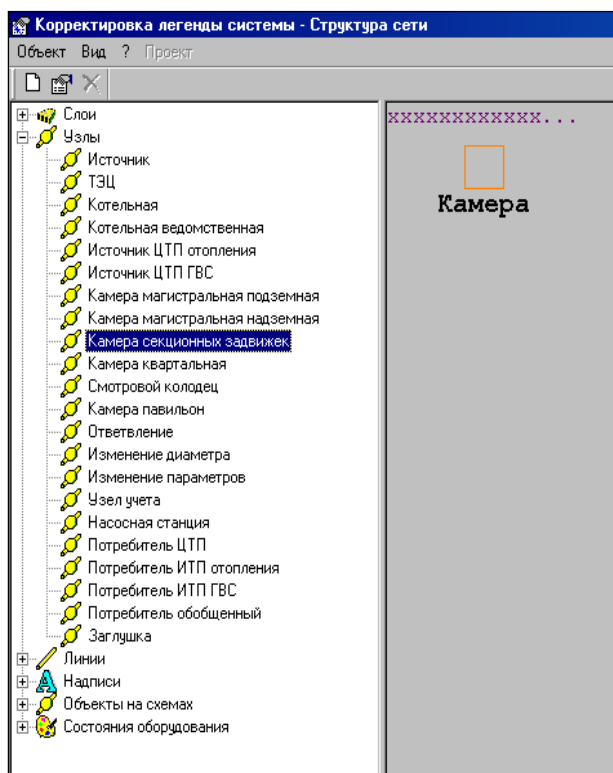 Корректировка легенды системы - Структура сети
Объект Вид ? Проект
Слои
Узлы
Источник
ТЭЦ
Котельная
Котельная ведомственная
Источник ЦТП отопления
Источник ЦТП ГВС
Камера магистральная подземная
Камера магистральная надземная
Камера секционных задвижек
Камера квартальная
Смотровой колодец
Камера павильон
Ответвление
Изменение диаметра
Изменение параметров
Узел учета
Насосная станция
Потребитель ЦТП
Потребитель ИТП отопления
Потребитель ИТП ГВС
Потребитель обобщенный
Заглушка
Линии
Надписи
Объекты на схемах
Состояния оборудования
xxxxxxxxxxxx...
Камера